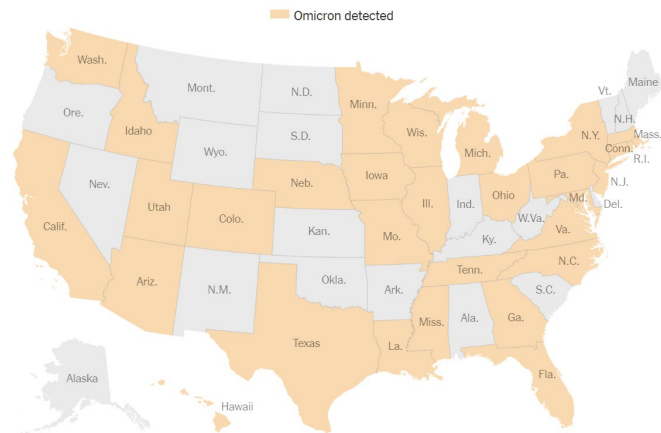 Omicron detected
Wash.
Mont.
N.D.
Minn.
Vt.
Maine
Ore.
Idaho
S.D.
Wis.
Mich.
N.Y.
N.H.
Mass.
Conn.
R.I.
Wyo.
Neb.
Iowa
Pa.
N.J.
Nev.
Utah
Colo.
Ill.
Ind.
Ohio
Md.
Del.
Calif.
Kan.
Mo.
Ky.
W.Va.
Va.
Ariz.
N.M.
Okla.
Ark.
Tenn.
N.C.
S.C.
Texas
La.
Miss.
Ala.
Ga.
Fla.
Alaska
Hawaii